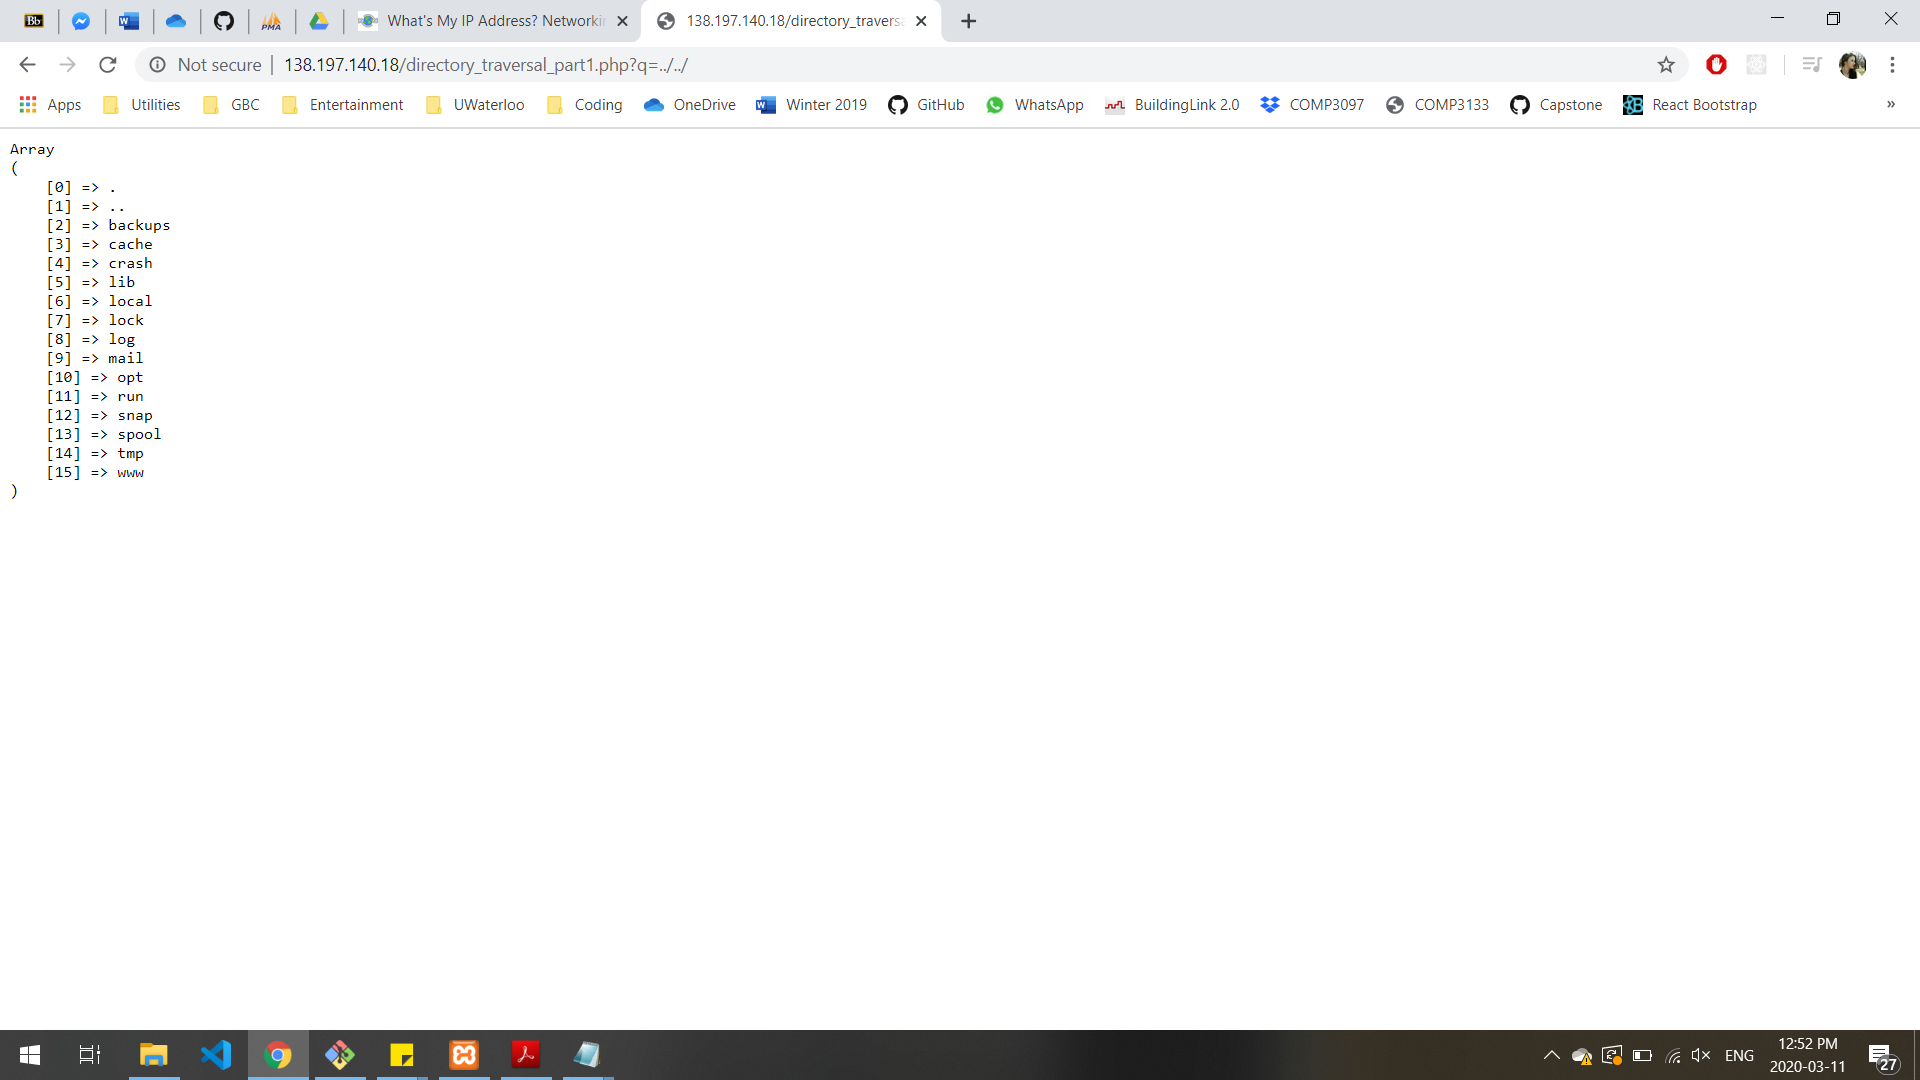 Bb
PMA
What's My IP Address? Networkin
138.197.140.18/directory_travers
Not secure
138.197.140.18/directory_traversal_part1.php?q=../../
Apps
Utilities
GBC
Entertainment
UWaterloo
Coding
OneDrive
Winter 2019
GitHub
WhatsApp
BuildingLink 2.0
COMP3097
COMP3133
Capstone
React Bootstrap
»
Array
(
[0] => .
[1] => ..
[2] => backups
[3] => cache
[4] => crash
[5] => lib
[6] => local
[7] => lock
[8] => log
[9] => mail
[10] => opt
[11] => run
[12] => snap
[13] => spool
[14] => tmp
[15] => www
)
ENG
12:52 PM
2020-03-11
27